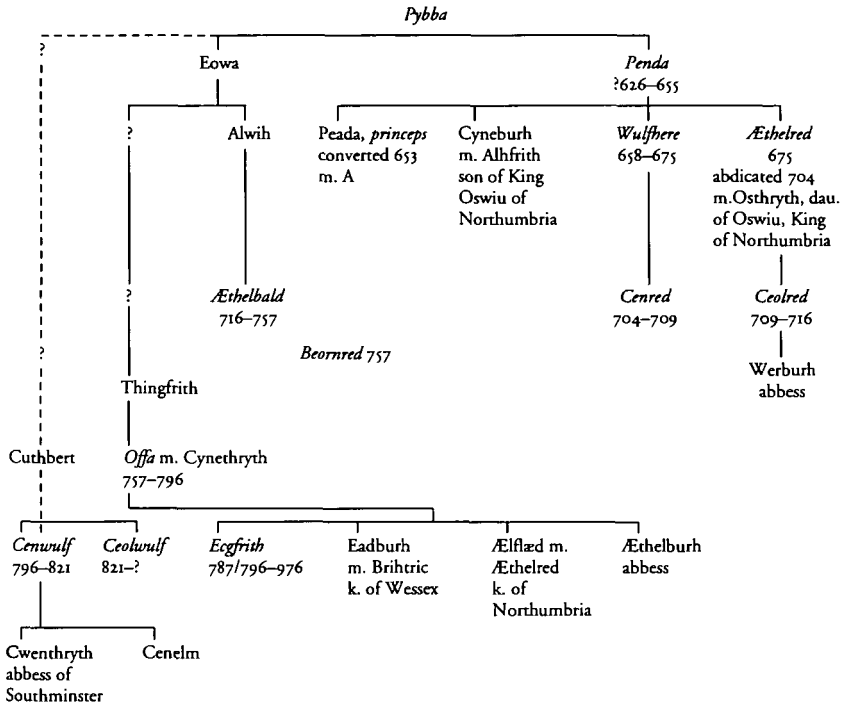 Pybba
?
Eowa
Penda
?626–655
?
Alwih
Peada, princeps
converted 653
m. A
Cyneburh
m. Alhfrith
son of King
Oswiu of
Northumbria
Wulfhere
658–675
Æthelred
675
abdicated 704
m.Osthryth, dau.
of Oswiu, King
of Northumbria
?
Æthelbald
716–757
Cenred
704–709
Ceolred
709–716
?
Beornred 757
Werburh
abbess
Thingfrith
Cuthbert
Offa m. Cynethryth
757–796
Cenwulf
796–821
Ceolwulf
821–?
Ecgfrith
787/796–976
Eadburh
m. Brihtric
k. of Wessex
Ælflæd m.
Æthelred
k. of
Northumbria
Æthelburh
abbess
Cwenthryth
abbess of
Southminster
Cenelm